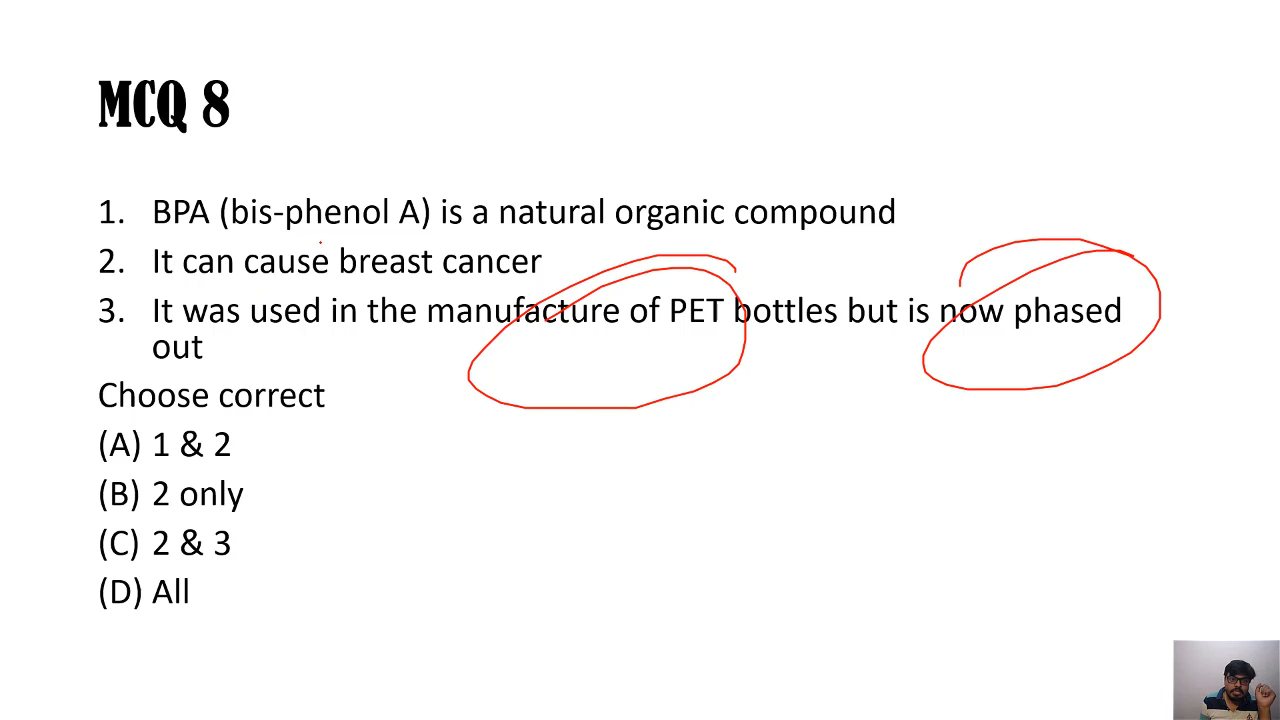 MCQ 8
1. BPA (bis-phenol A) is a natural organic compound
2. It can cause breast cancer
3. It was used in the manufacture of PET bottles but is now phased
out
Choose correct
(A) 1 & 2
(B) 2 only
(C) 2 & 3
(D) All